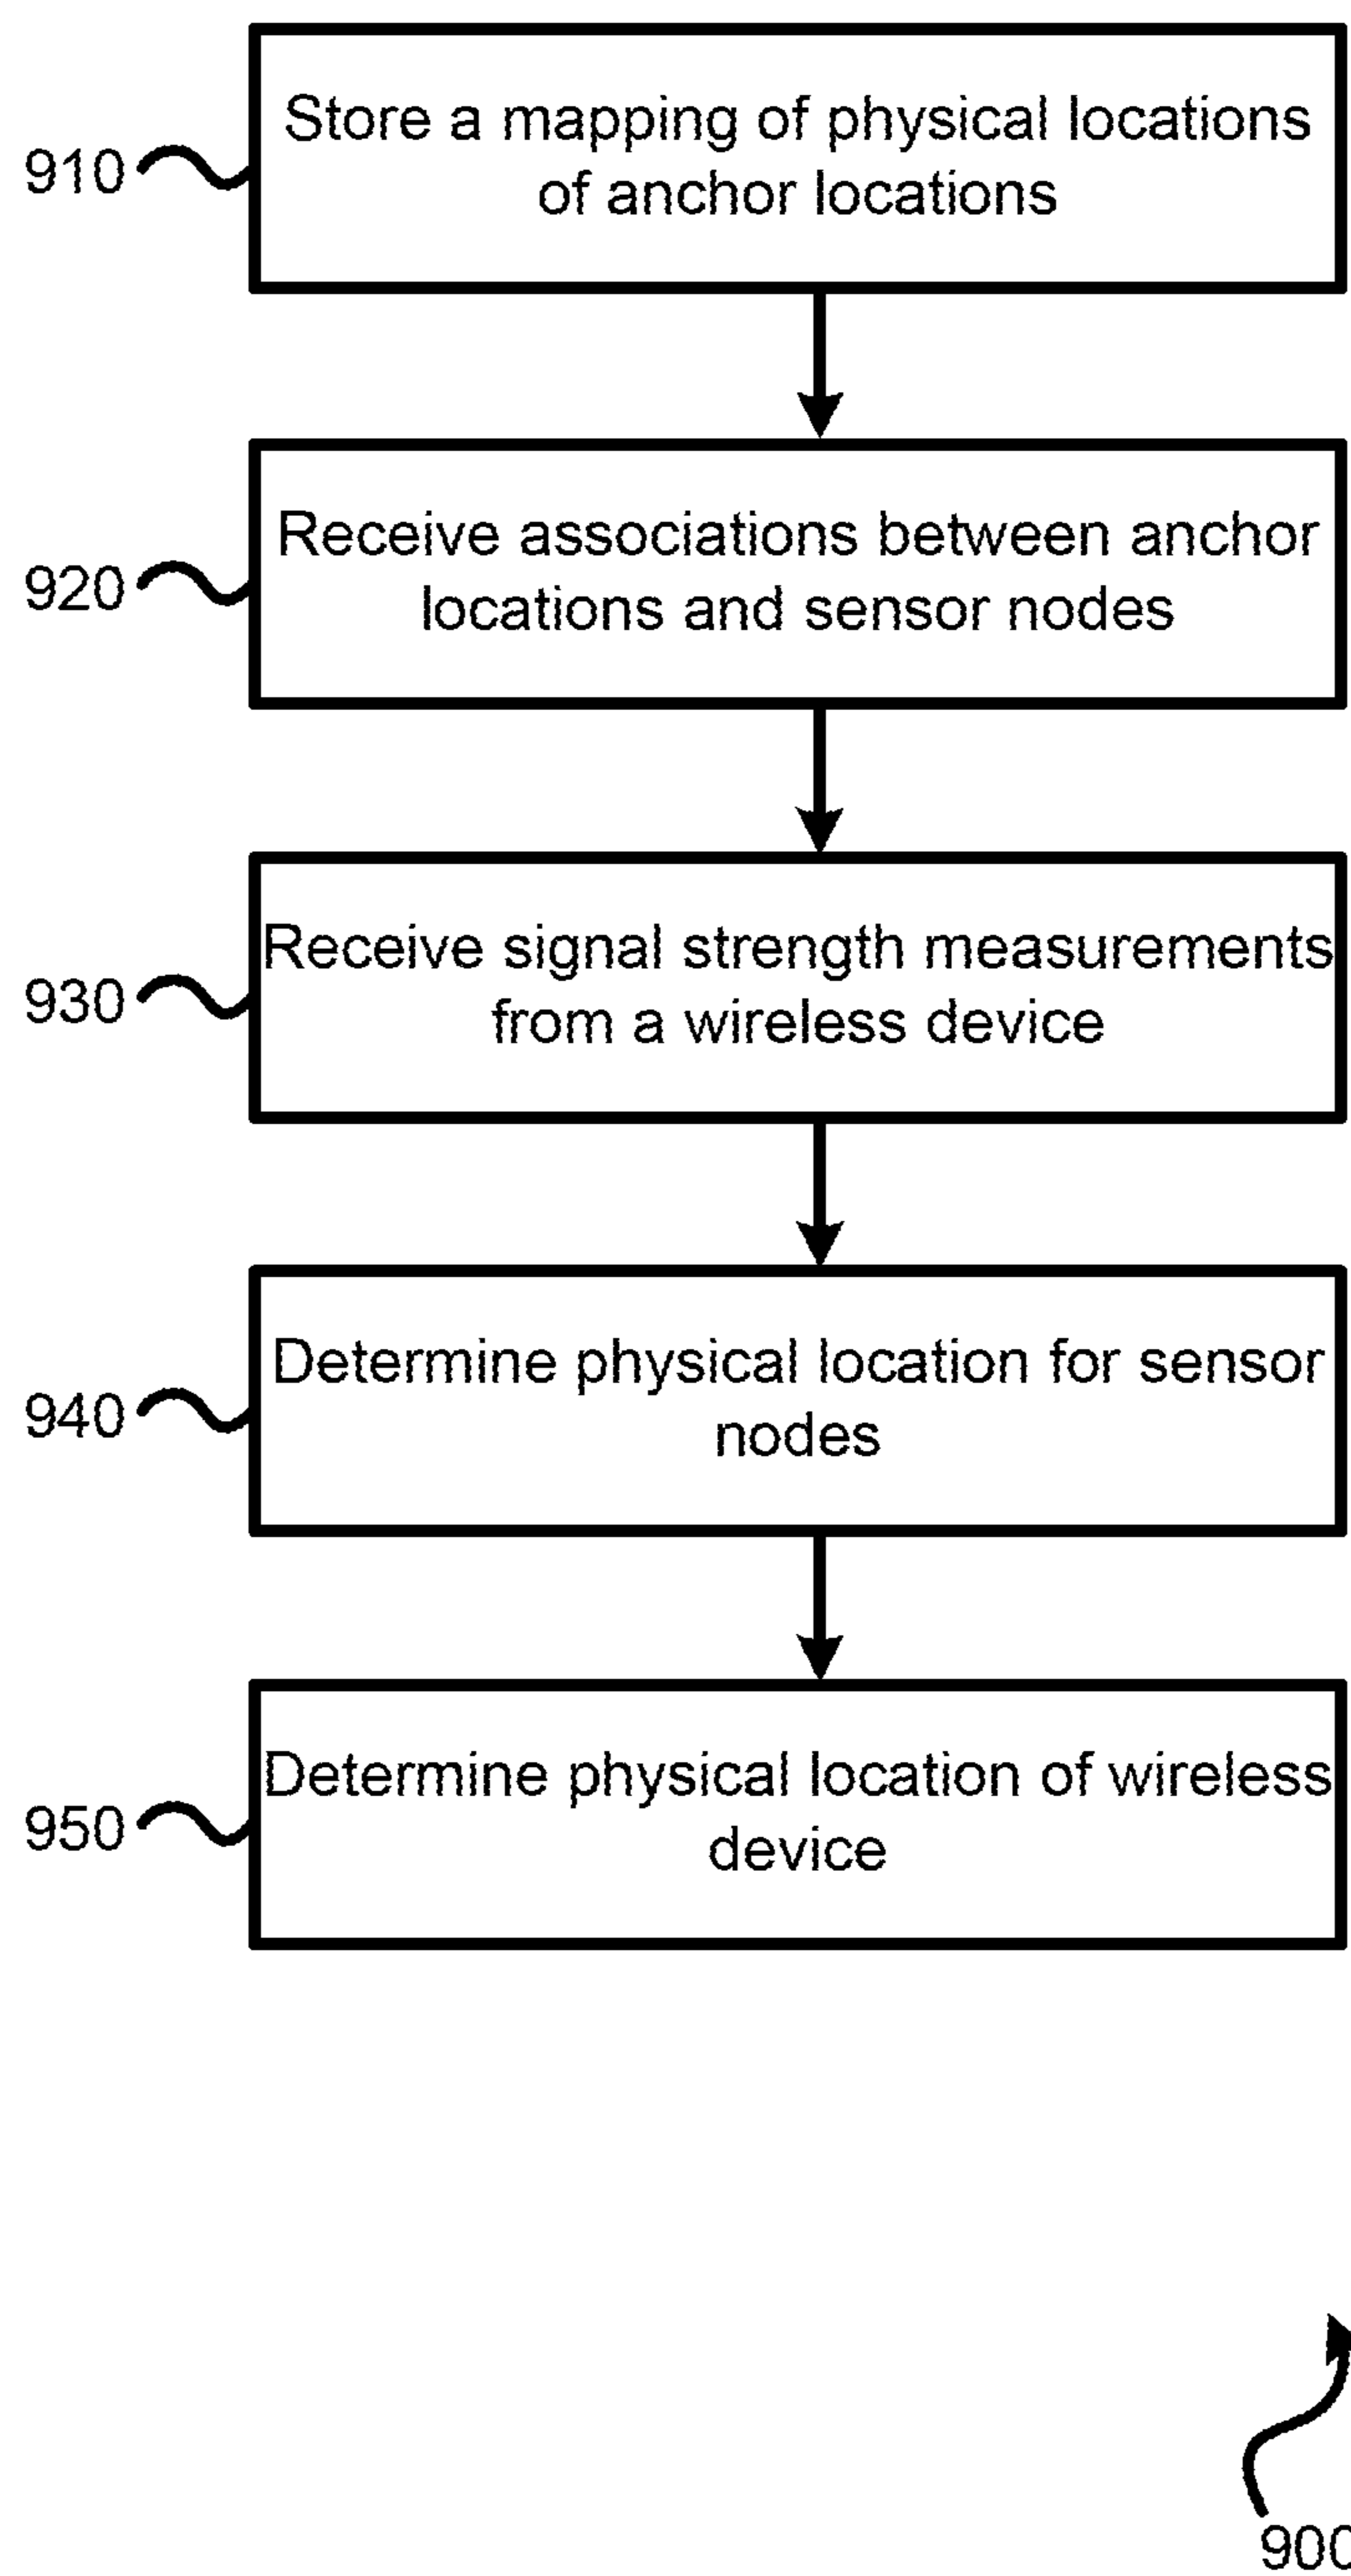 910
Store a mapping of physical locations
of anchor locations
920
Receive associations between anchor
locations and sensor nodes
930
Receive signal strength measurements
from a wireless device
940
Determine physical location for sensor
nodes
950
Determine physical location of wireless
device
900